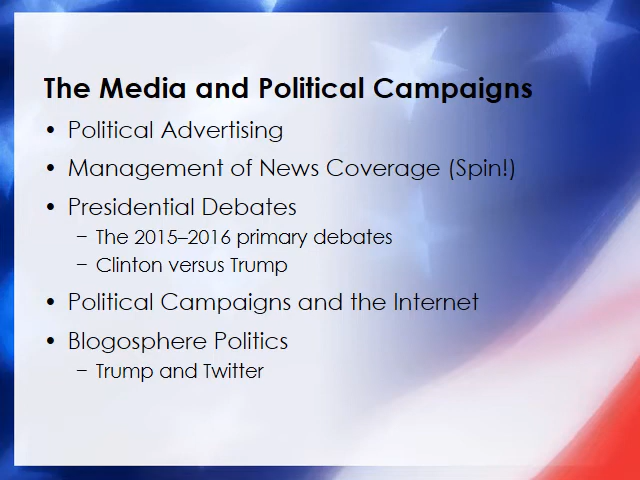 The Media and Political Campaigns
• Political Advertising
• Management of News Coverage (Spin!)
• Presidential Debates
– The 2015–2016 primary debates
– Clinton versus Trump
• Political Campaigns and the Internet
• Blogosphere Politics
– Trump and Twitter